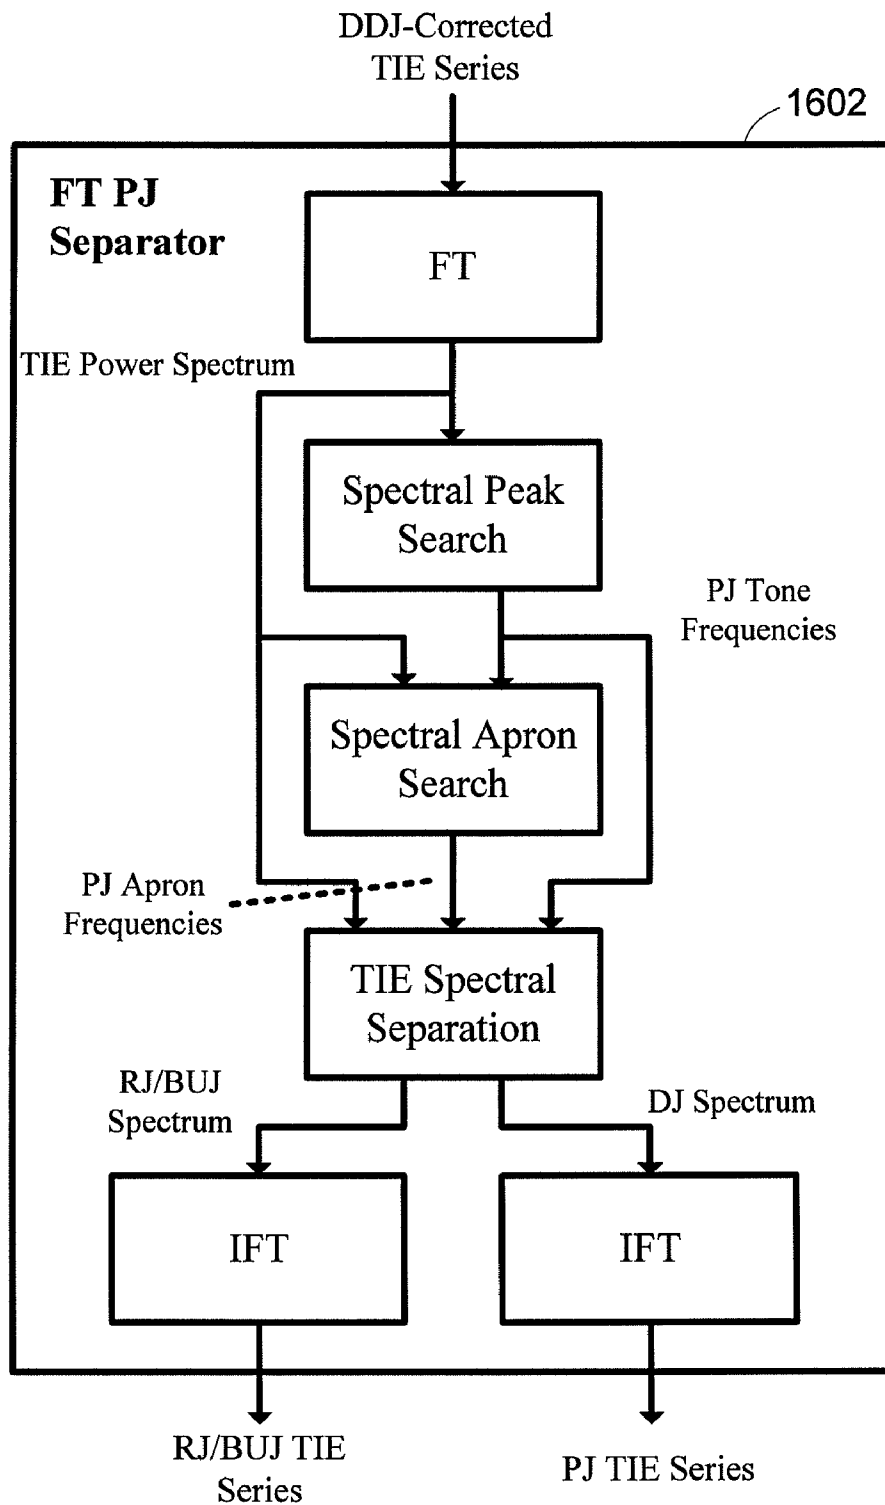 DDJ-Corrected
TIE Series
1602
FT PJ
Separator
FT
TIE Power Spectrum
Spectral Peak
Search
PJ Tone
Frequencies
Spectral Apron
Search
PJ Apron
Frequencies
TIE Spectral
Separation
RJ/BUJ
Spectrum
DJ Spectrum
IFT
IFT
RJ/BUJ TIE
Series
PJ TIE Series